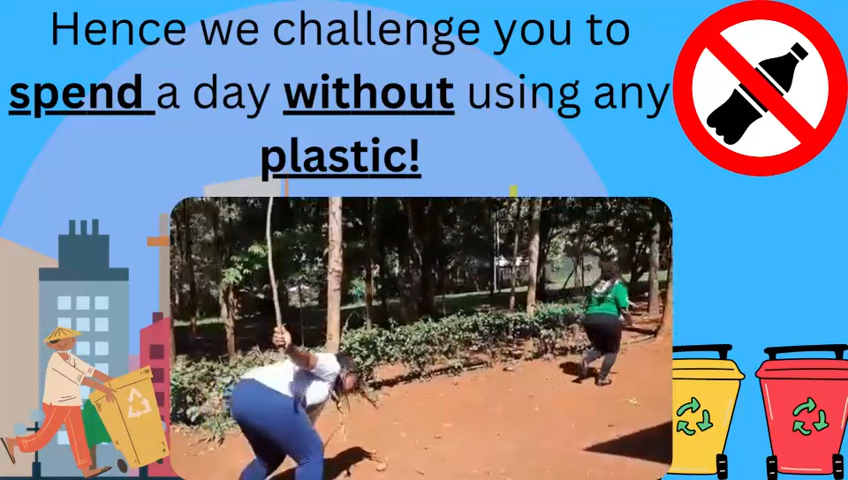 Hence we challenge you to
spend a day without using any
plastic!